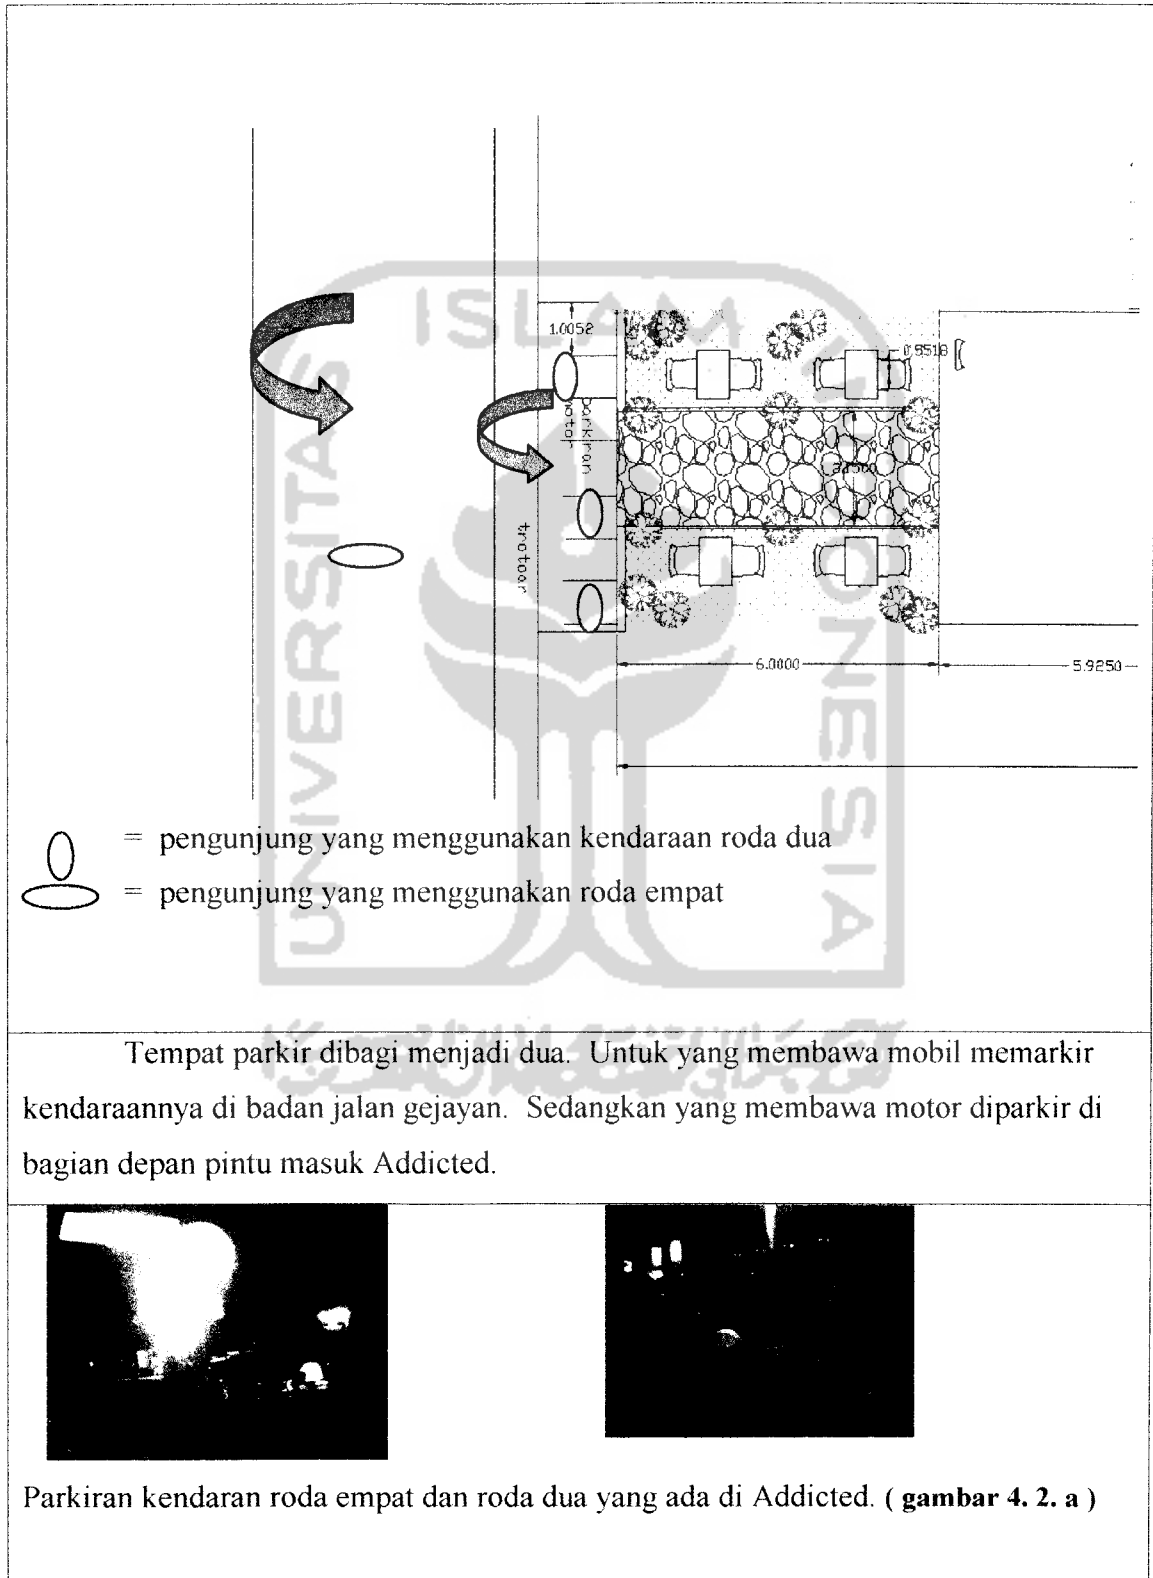 ISLAM
UNIVERSITAS
INDONESIA
1.0052
0.8518
parkiran
motor
trotoar
6.0000
5.9250
= pengunjung yang menggunakan kendaraan roda dua
= pengunjung yang menggunakan roda empat
Tempat parkir dibagi menjadi dua. Untuk yang membawa mobil memarkir
kendaraannya di badan jalan gejayan. Sedangkan yang membawa motor diparkir di
bagian depan pintu masuk Addicted.
Parkiran kendaran roda empat dan roda dua yang ada di Addicted. ( gambar 4. 2. a )